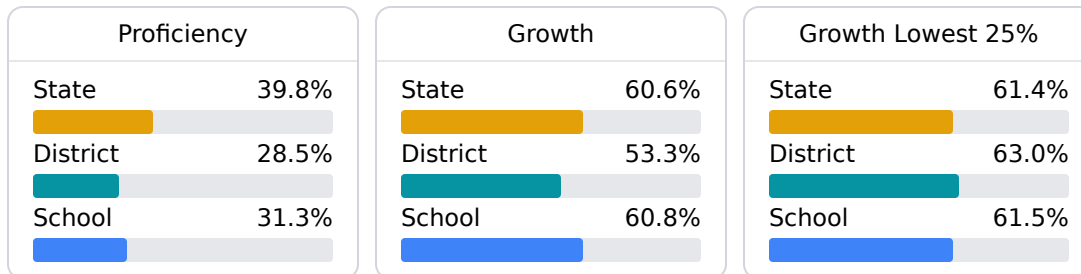 Proficiency
State 39.8%
District 28.5%
School 31.3%
Growth
State 60.6%
District 53.3%
School 60.8%
Growth Lowest 25%
State 61.4%
District 63.0%
School 61.5%